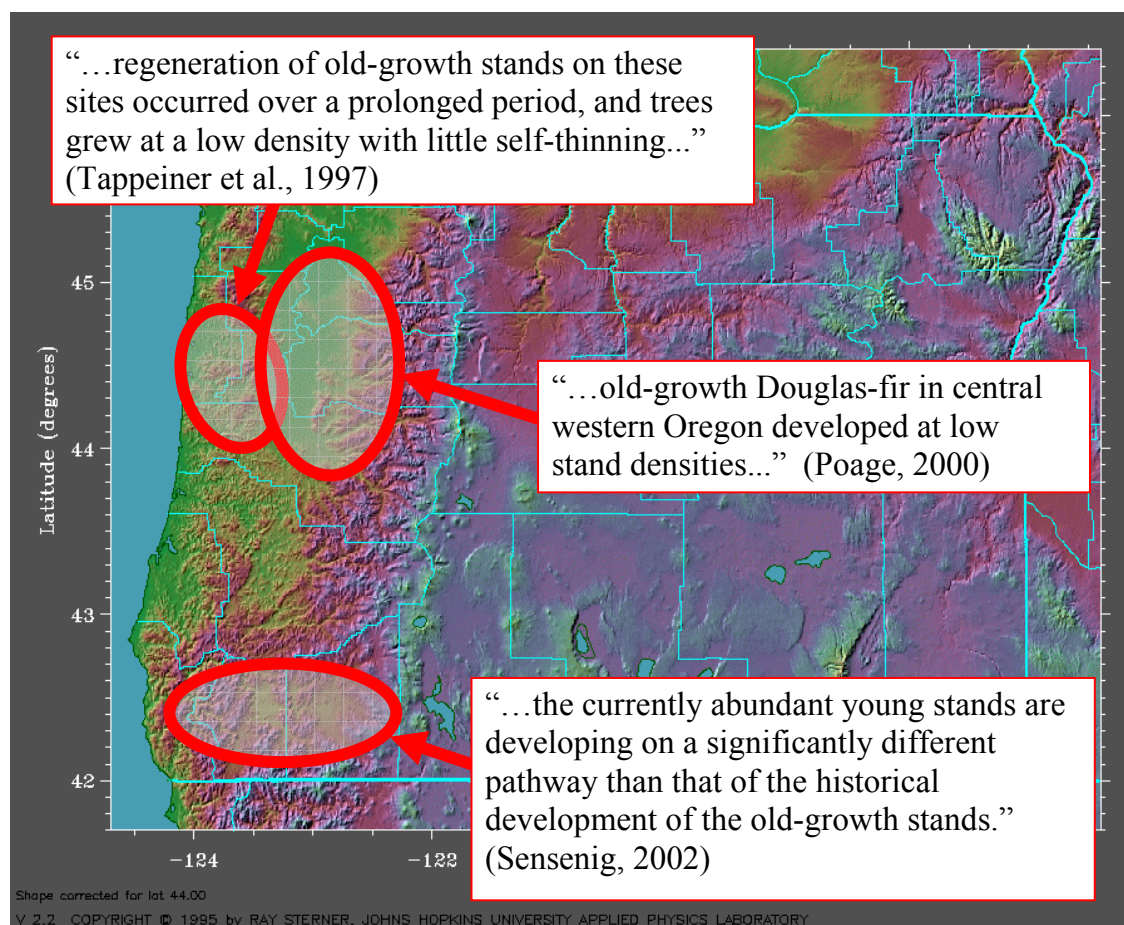 “…regeneration of old-growth stands on these
sites occurred over a prolonged period, and trees
grew at a low density with little self-thinning...”
(Tappeiner et al., 1997)
45
“…old-growth Douglas-fir in central
western Oregon developed at low
stand densities...” (Poage, 2000)
Latitude (degrees)
44
43
“…the currently abundant young stands are
developing on a significantly different
pathway than that of the historical
development of the old-growth stands.”
(Sensenig, 2002)
42
-124
-122
Shape corrected for lat 44.00
V 2.2 COPYRIGHT © 1995 by RAY STERNER, JOHNS HOPKINS UNIVERSITY APPLIED PHYSICS LABORATORY